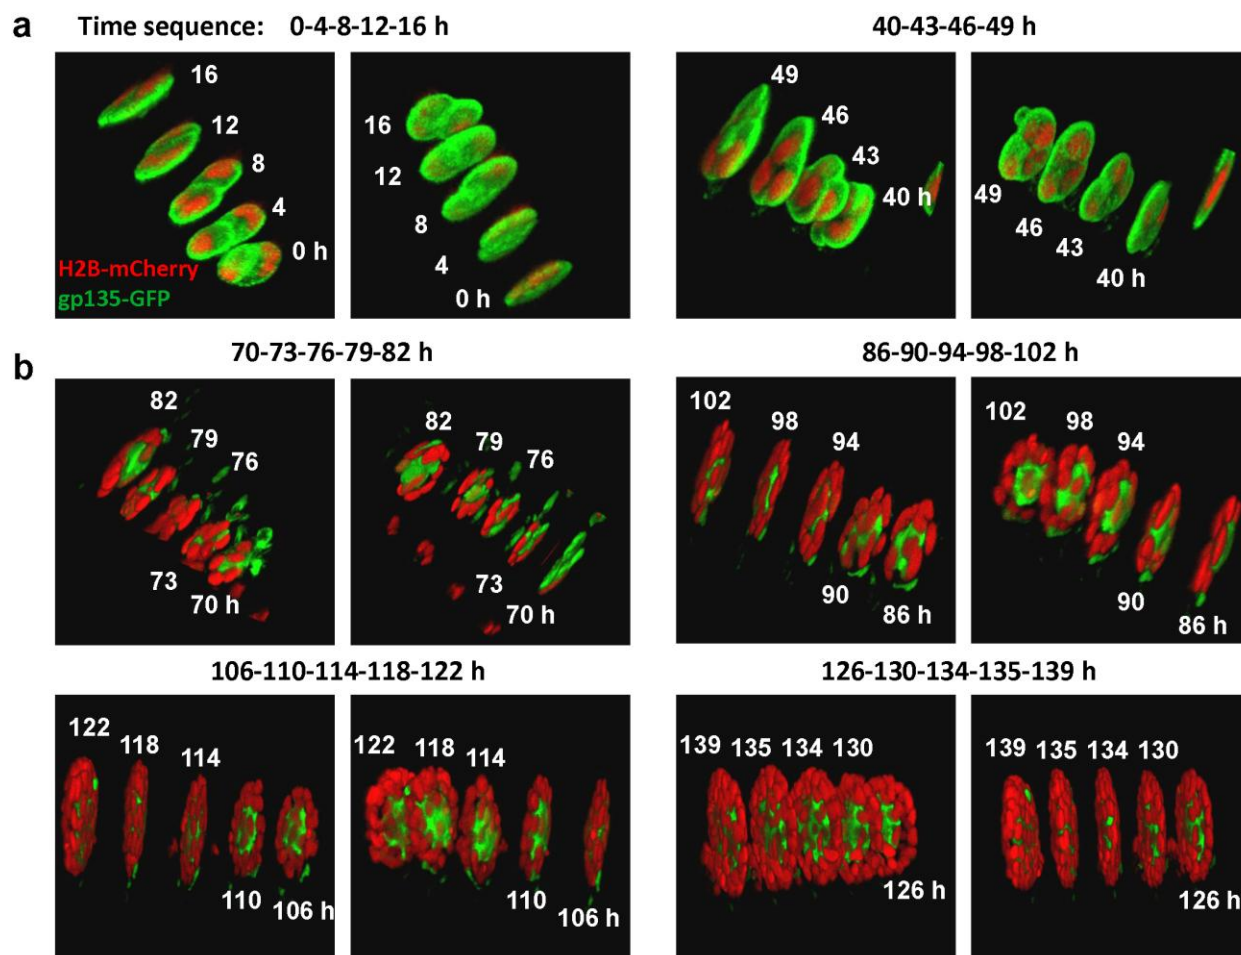 a
Time sequence: 0-4-8-12-16 h
40-43-46-49 h
16
12
8
4
0 h
H2B-mCherry
gp135-GFP
16
12
8
4
0 h
49
46
43
40 h
49
46
43
40 h
b
70-73-76-79-82 h
86-90-94-98-102 h
82
79
76
73
70 h
82
79
76
73
70 h
102
98
94
90
86 h
102
98
94
90
86 h
106-110-114-118-122 h
126-130-134-135-139 h
122
118
114
110
106 h
122
118
114
110
106 h
139
135
134
130
126 h
139
135
134
130
126 h